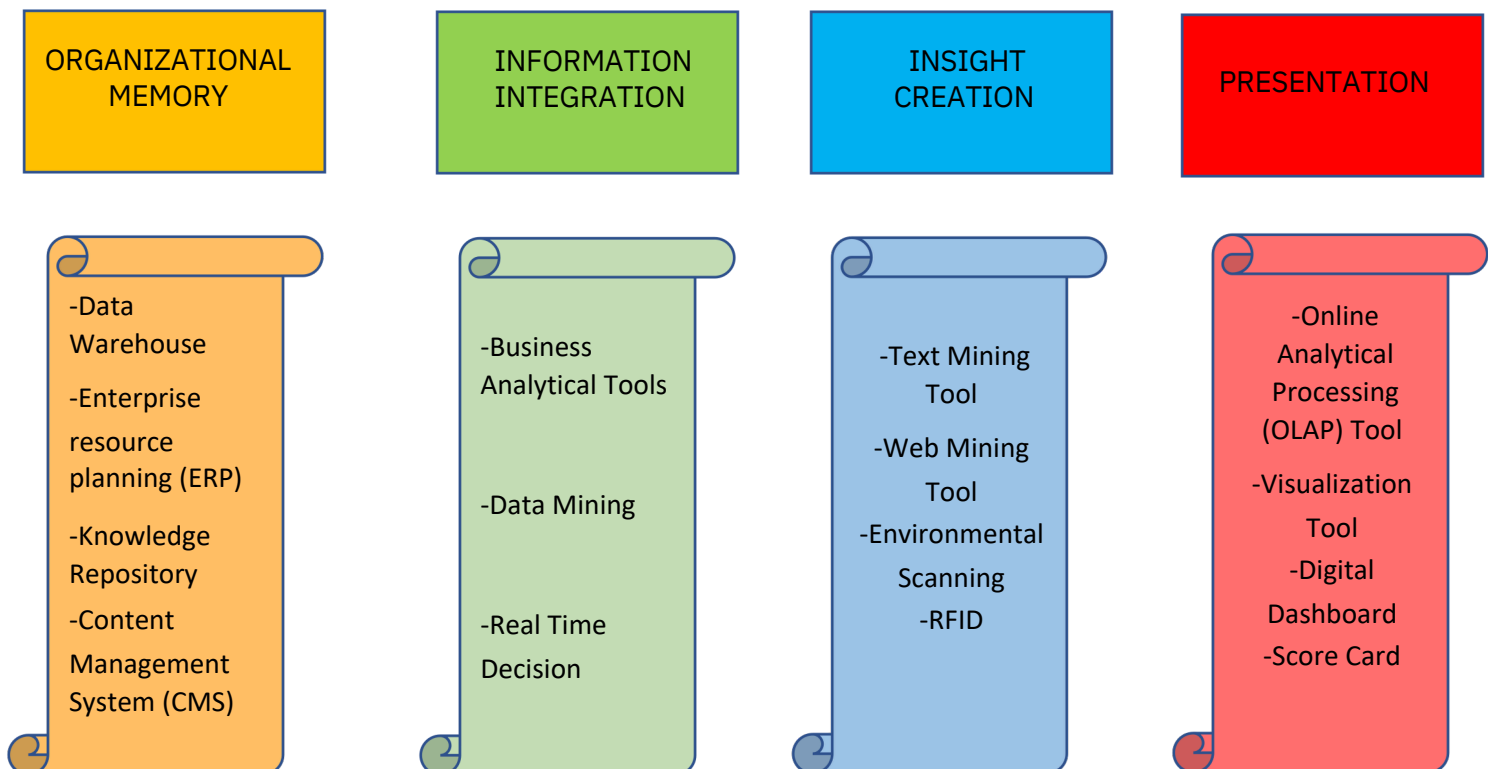 ORGANIZATIONAL
MEMORY
INFORMATION
INTEGRATION
INSIGHT
CREATION
PRESENTATION
-Data
Warehouse
-Enterprise
resource
planning (ERP)
-Knowledge
Repository
-Content
Management
System (CMS)
-Business
Analytical Tools
-Data Mining
-Real Time
Decision
-Text Mining
Tool
-Web Mining
Tool
-Environmental
Scanning
-RFID
-Online
Analytical
Processing
(OLAP) Tool
-Visualization
Tool
-Digital
Dashboard
-Score Card